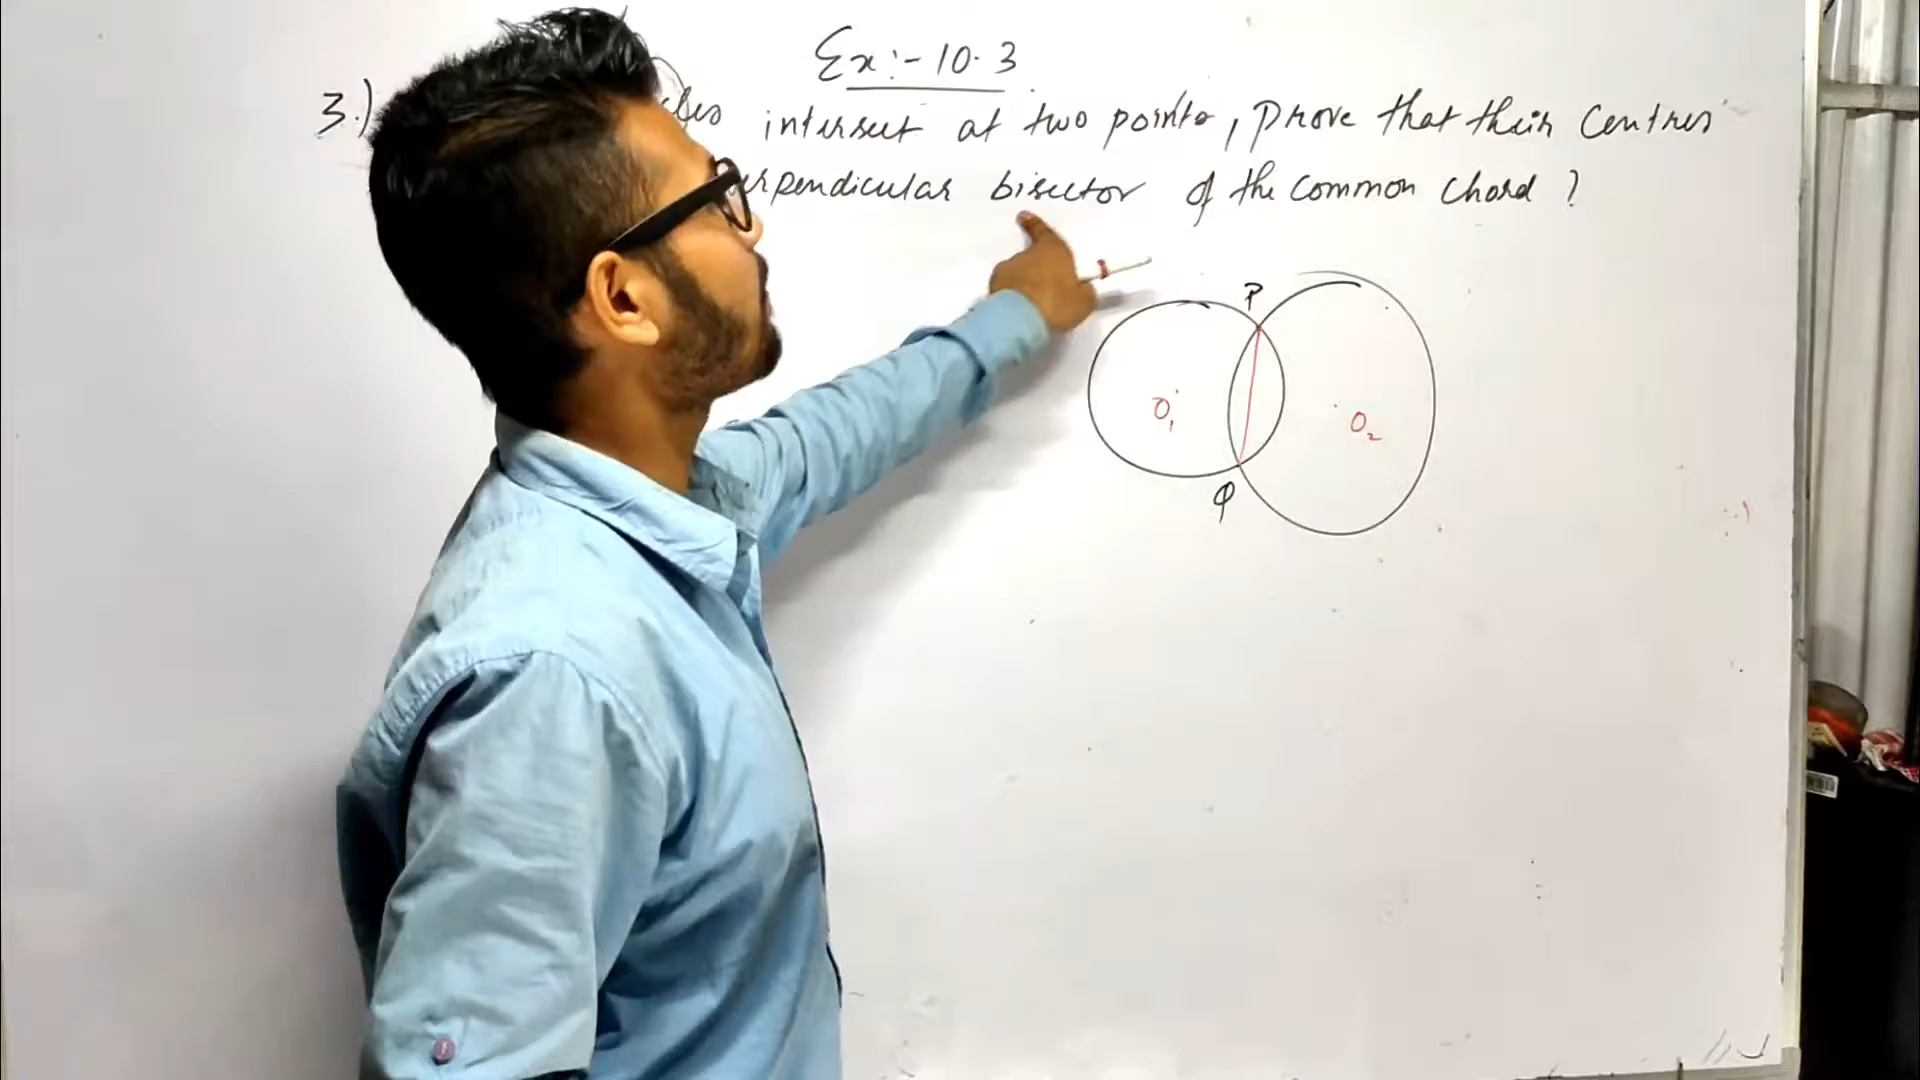 Ex:- 10.3
3.) intersect at two points, prove that their centres
perpendicular bisector of the common chord ?
P
O1
O2
Q